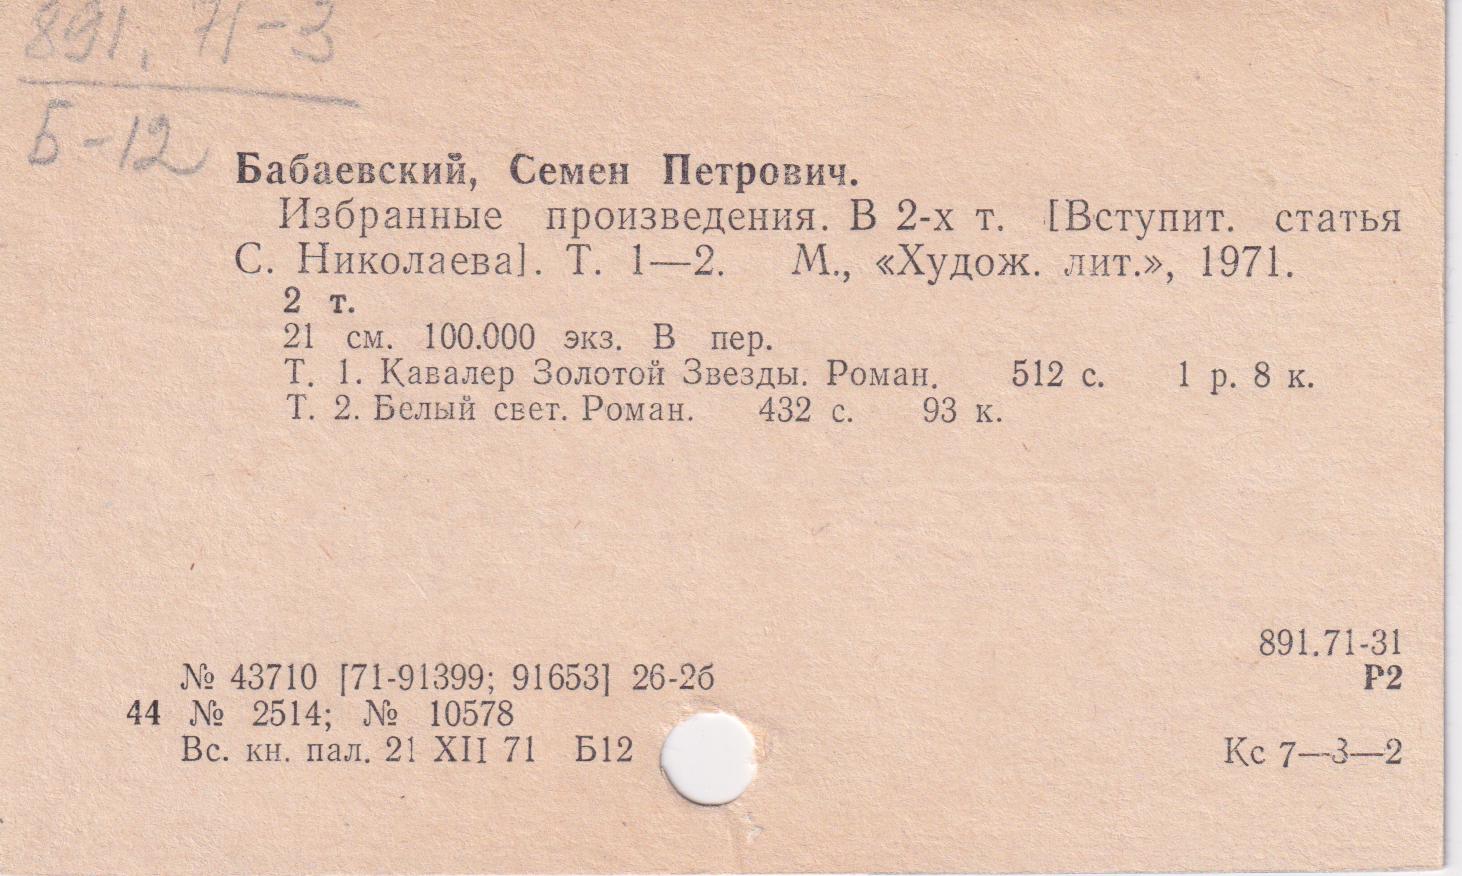 891.71-3
Б-12
Бабаевский, Семен Петрович.
Избранные произведения. В 2-х т. [Вступит. статья
С. Николаева]. Т. 1—2. М., «Худож. лит.», 1971.
2 т.
21 см. 100.000 экз. В пер.
Т. 1. Кавалер Золотой Звезды. Роман. 512 с. 1 р. 8 к.
Т. 2. Белый свет. Роман. 432 с. 93 к.
891.71-31
№ 43710 [71-91399; 91653] 26-2б
Р2
44 № 2514; № 10578
Вс. кн. пал. 21 XII 71 Б12
Кс 7—3—2